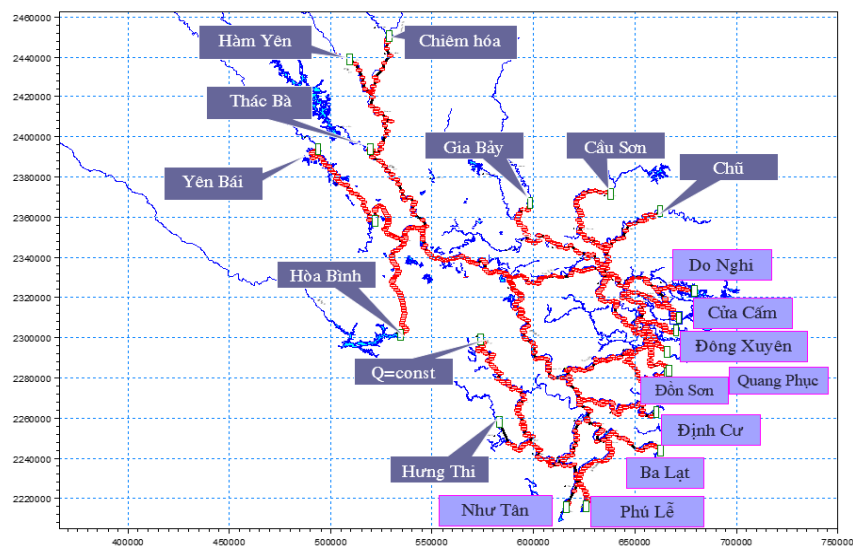 2460000
Hàm Yên
Chiêm hóa
2440000
2420000
Thác Bà
2400000
Gia Bảy
Cầu Sơn
Yên Bái
Chũ
2380000
2360000
2340000
Do Nghi
Hòa Bình
2320000
Cửa Cấm
2300000
Đông Xuyên
Q=const
2280000
Đồn Sơn
Quang Phục
2260000
Định Cư
2240000
Hưng Thi
Ba Lạt
2220000
Như Tân
Phú Lễ
400000
450000
500000
550000
600000
650000
700000
750000